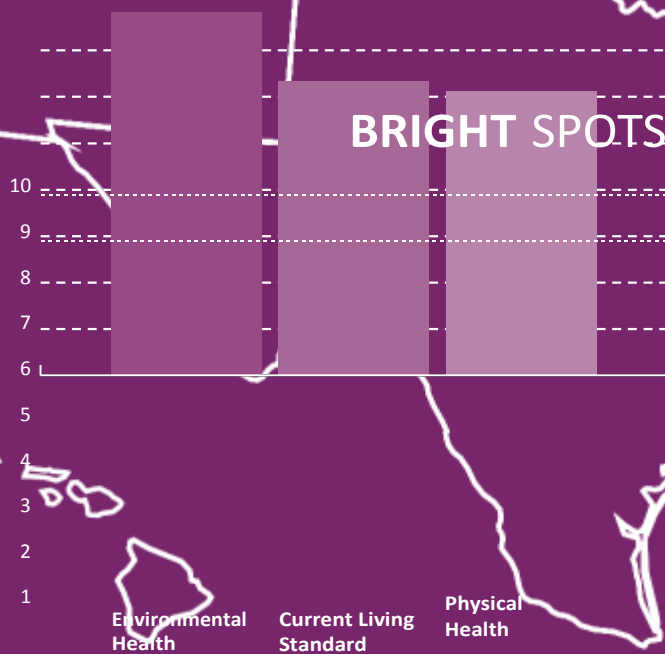 BRIGHT SPOTS
10
9
8
7
6
5
4
3
2
1
Environmental
Health
Current Living
Standard
Physical
Health